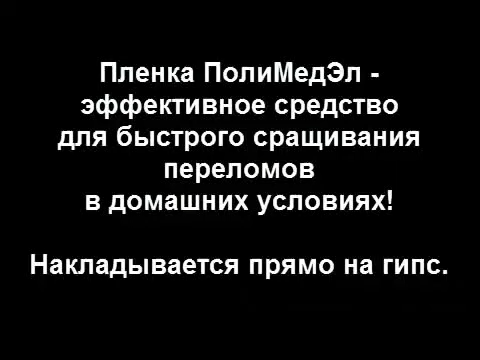 Пленка ПолиМедЭл -
эффективное средство
для быстрого сращивания
переломов
в домашних условиях!
Накладывается прямо на гипс.